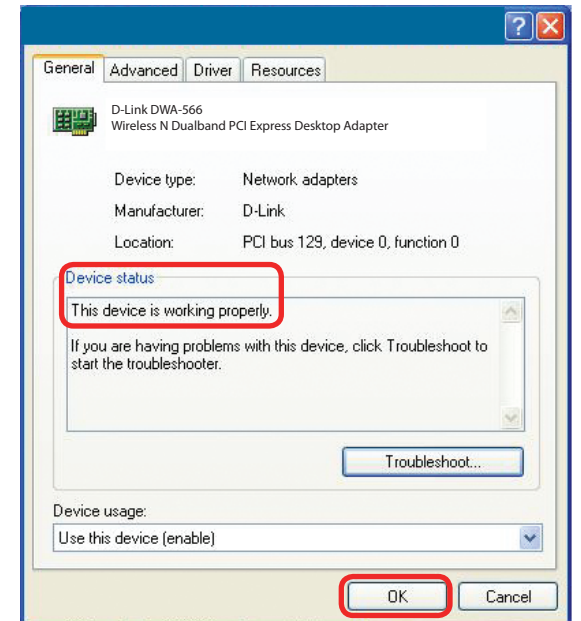 General Advanced Driver Resources
D-Link DWA-566
Wireless N Dualband PCI Express Desktop Adapter
Device type: Network adapters
Manufacturer: D-Link
Location: PCI bus 129, device 0, function 0
Device status
This device is working properly.
If you are having problems with this device, click Troubleshoot to
start the troubleshooter.
Troubleshoot...
Device usage:
Use this device (enable)
OK Cancel